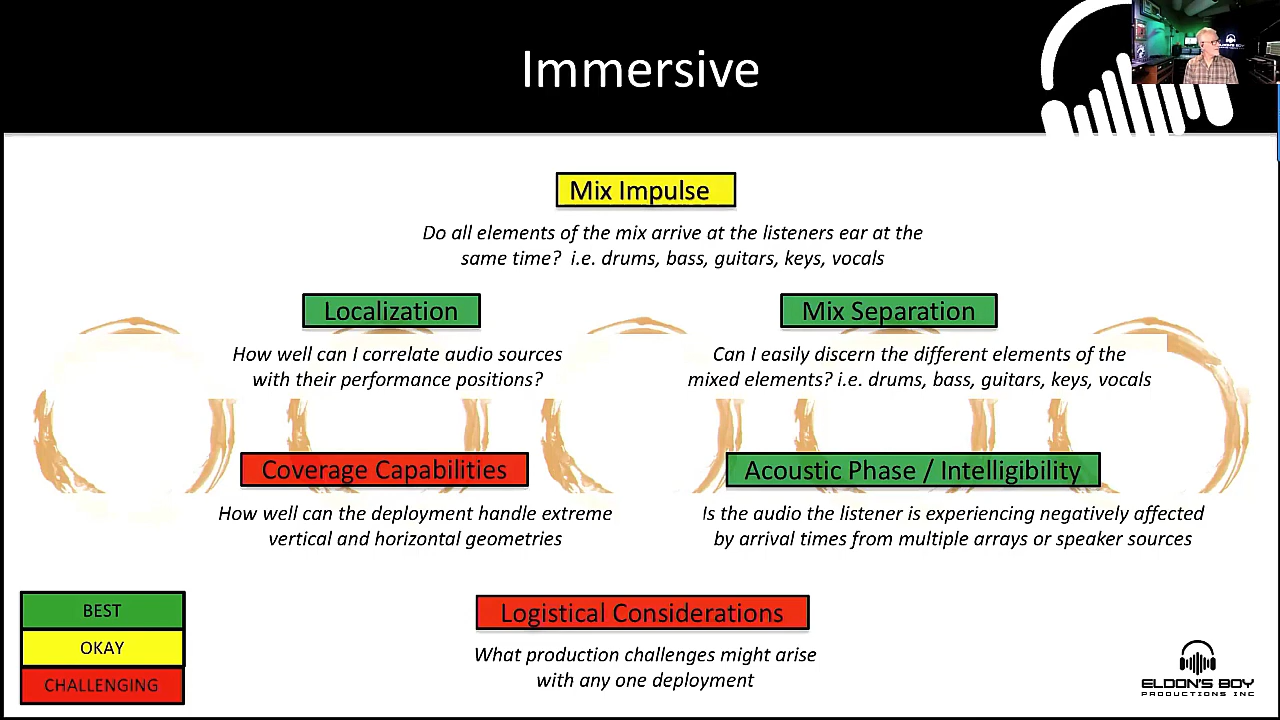 Immersive
Mix Impulse
Do all elements of the mix arrive at the listeners ear at the
same time?  i.e. drums, bass, guitars, keys, vocals
Localization
How well can I correlate audio sources
with their performance positions?
Mix Separation
Can I easily discern the different elements of the
mixed elements? i.e. drums, bass, guitars, keys, vocals
Coverage Capabilities
How well can the deployment handle extreme
vertical and horizontal geometries
Acoustic Phase / Intelligibility
Is the audio the listener is experiencing negatively affected
by arrival times from multiple arrays or speaker sources
Logistical Considerations
What production challenges might arise
with any one deployment
BEST
OKAY
CHALLENGING
ELDON'S BOY
PRODUCTIONS INC